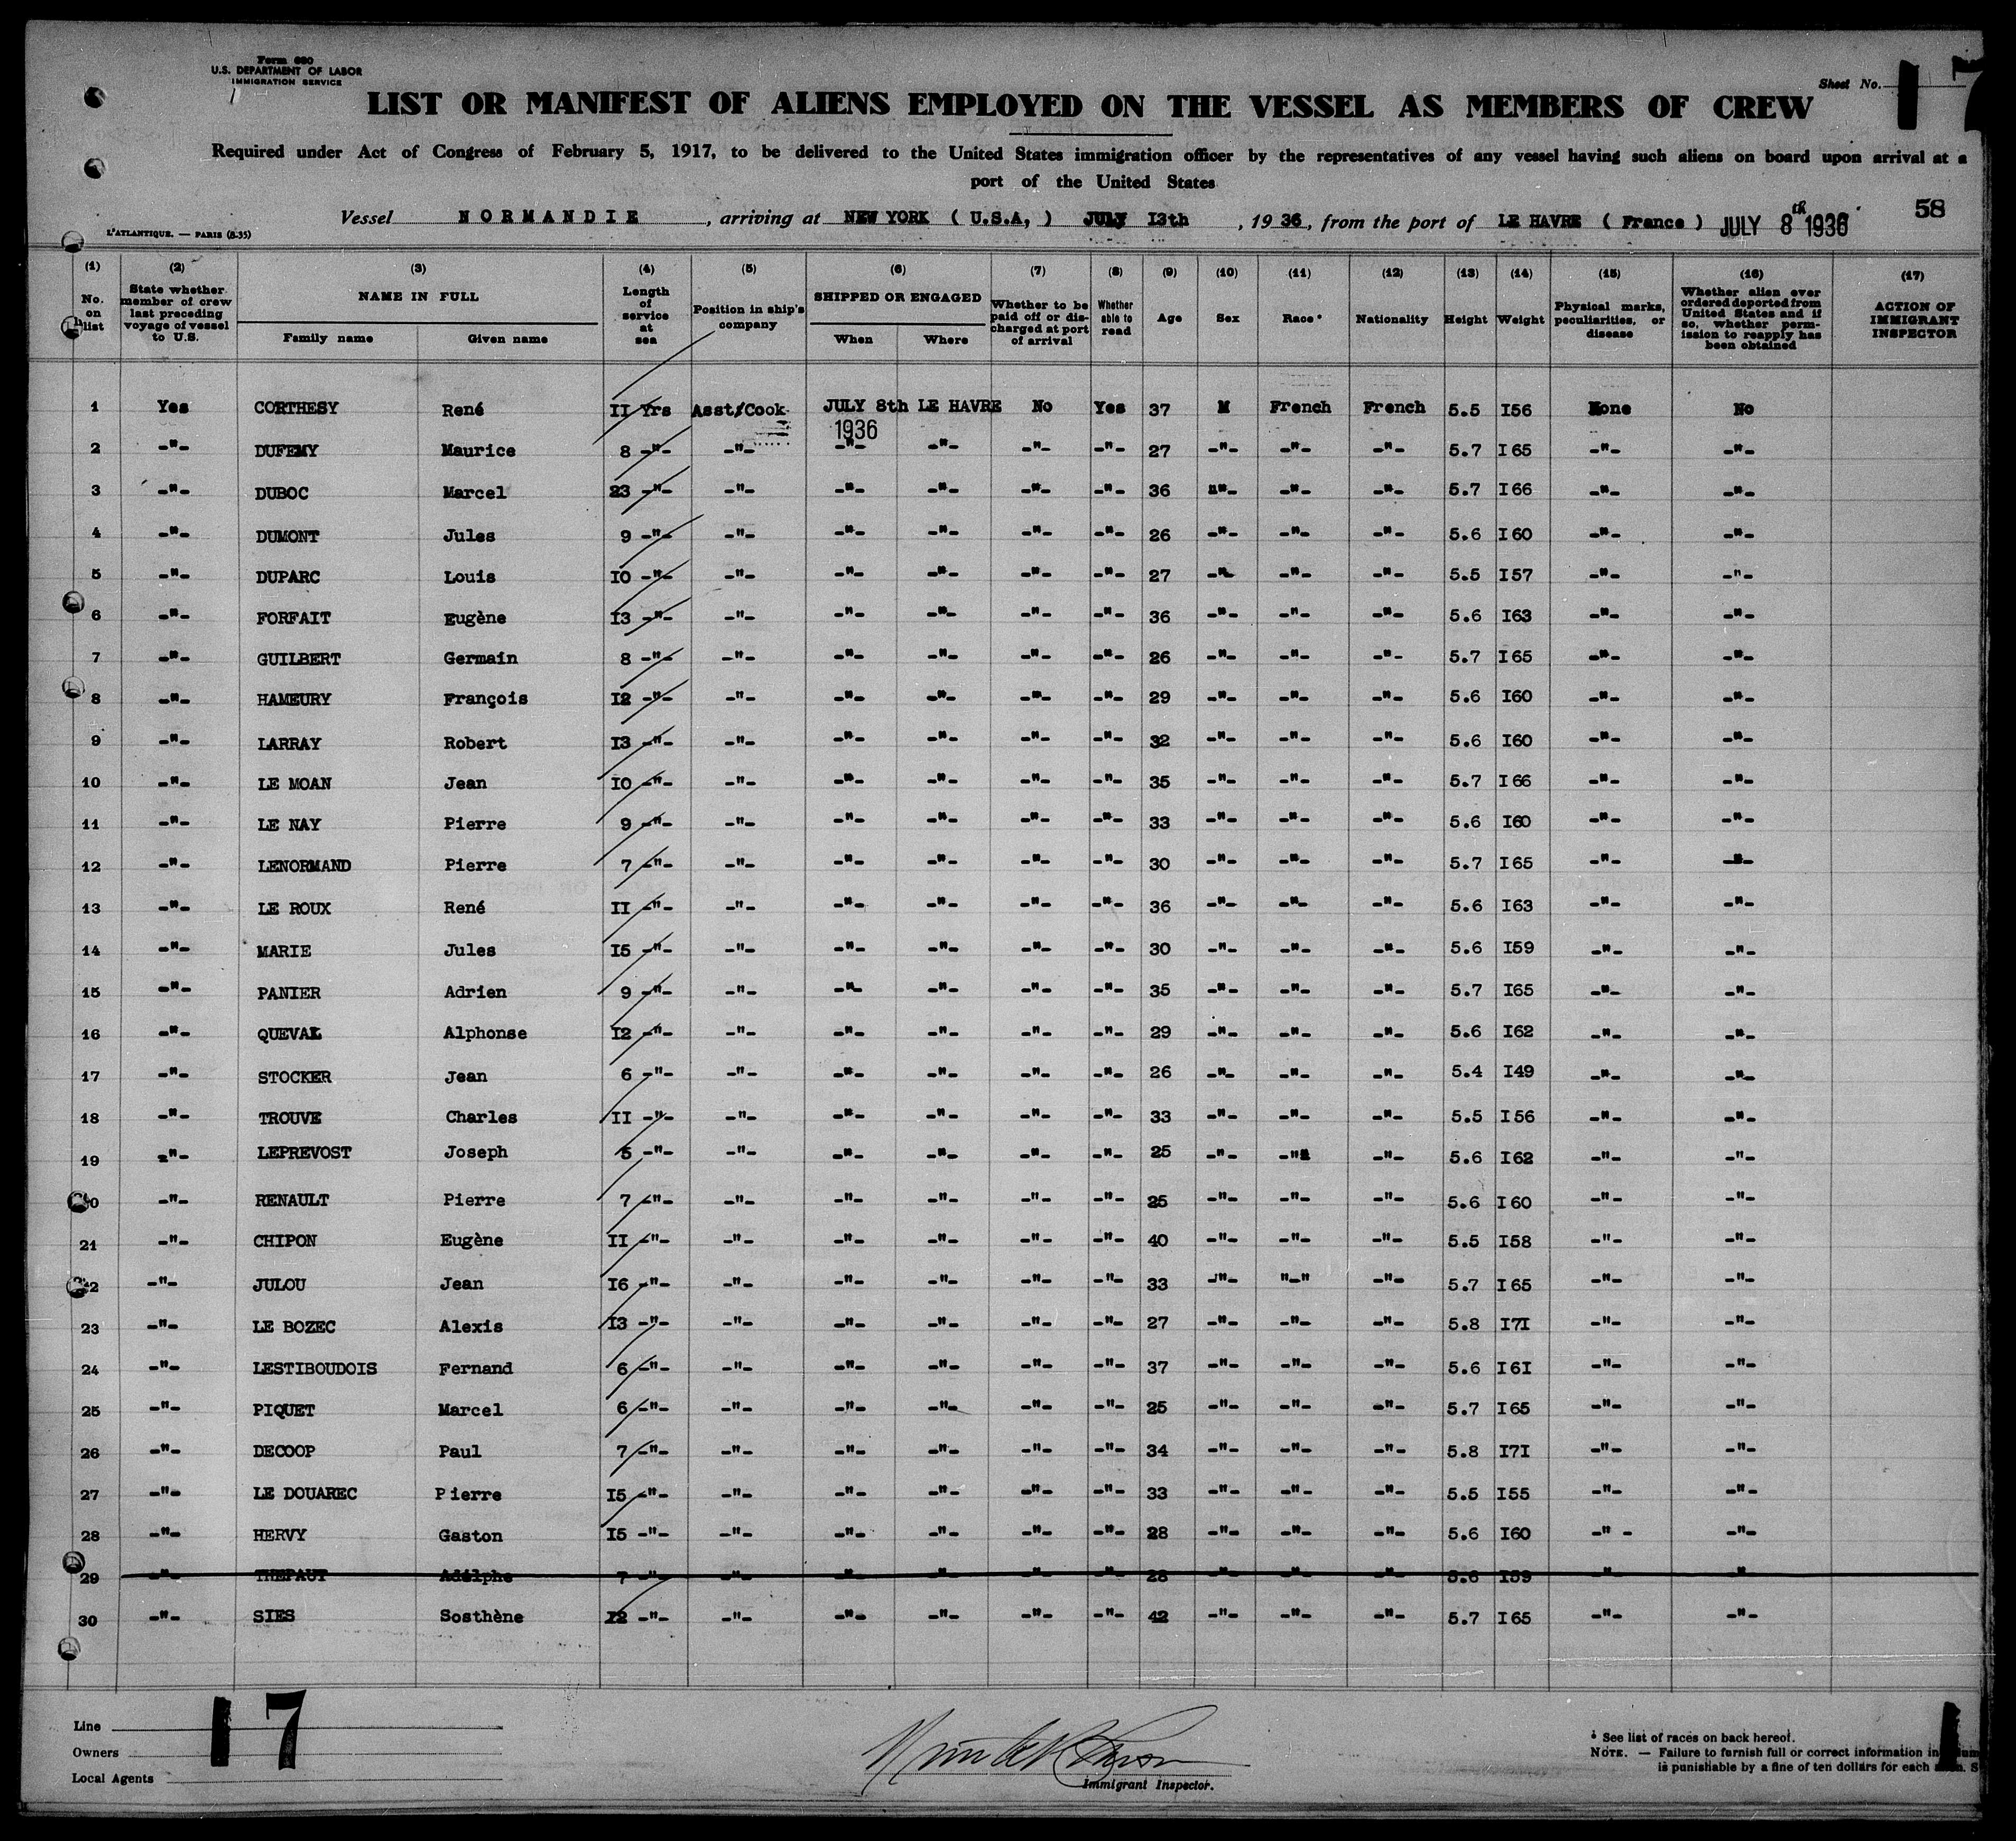 Form 680
U.S. DEPARTMENT OF LABOR
IMMIGRATION SERVICE
Sheet No. 17
LIST OR MANIFEST OF ALIENS EMPLOYED ON THE VESSEL AS MEMBERS OF CREW
Required under Act of Congress of February 5, 1917, to be delivered to the United States immigration officer by the representatives of any vessel having such aliens on board upon arrival at a
port of the United States
Vessel NORMANDIE, arriving at NEW YORK ( U.S.A, ) JULY 13th, 19 36, from the port of LE HAVRE ( France ) JULY 8th 1936 58
L'ATLANTIQUE. — PARIS (8-35)
(1) (2) (3) (4) (5) (6) (7) (8) (9) (10) (11) (12) (13) (14) (15) (16) (17)
No. on list | State whether member of crew last preceding voyage of vessel to U.S. | NAME IN FULL Family name Given name | Length of service at sea | Position in ship's company | SHIPPED OR ENGAGED When Where | Whether to be paid off or discharged at port of arrival | Whether able to read | Age | Sex | Race* | Nationality | Height | Weight | Physical marks, peculiarities, or disease | Whether alien ever ordered deported from United States and if so, whether permission to reapply has been obtained | ACTION OF IMMIGRANT INSPECTOR
1 Yes CORTHESY René II Yrs Asst/Cook JULY 8th 1936 LE HAVRE No Yes 37 M French French 5.5 I56 None No
2 -"- DUFEMY Maurice 8 -"- -"- -"- -"- -"- -"- 27 -"- -"- -"- 5.7 I65 -"- -"-
3 -"- DUBOC Marcel 23 -"- -"- -"- -"- -"- -"- 36 -"- -"- -"- 5.7 I66 -"- -"-
4 -"- DUMONT Jules 9 -"- -"- -"- -"- -"- -"- 26 -"- -"- -"- 5.6 I60 -"- -"-
5 -"- DUPARC Louis IO -"- -"- -"- -"- -"- -"- 27 -"- -"- -"- 5.5 I57 -"- -"-
6 -"- FORFAIT Eugène I3 -"- -"- -"- -"- -"- -"- 36 -"- -"- -"- 5.6 I63 -"- -"-
7 -"- GUILBERT Germain 8 -"- -"- -"- -"- -"- -"- 26 -"- -"- -"- 5.7 I65 -"- -"-
8 -"- HAMEURY François I2 -"- -"- -"- -"- -"- -"- 29 -"- -"- -"- 5.6 I60 -"- -"-
9 -"- LARRAY Robert I3 -"- -"- -"- -"- -"- -"- 32 -"- -"- -"- 5.6 I60 -"- -"-
10 -"- LE MOAN Jean IO -"- -"- -"- -"- -"- -"- 35 -"- -"- -"- 5.7 I66 -"- -"-
11 -"- LE NAY Pierre 9 -"- -"- -"- -"- -"- -"- 33 -"- -"- -"- 5.6 I60 -"- -"-
12 -"- LENORMAND Pierre 7 -"- -"- -"- -"- -"- -"- 30 -"- -"- -"- 5.7 I65 -"- -"-
13 -"- LE ROUX René II -"- -"- -"- -"- -"- -"- 36 -"- -"- -"- 5.6 I63 -"- -"-
14 -"- MARIE Jules I5 -"- -"- -"- -"- -"- -"- 30 -"- -"- -"- 5.6 I59 -"- -"-
15 -"- PANIER Adrien 9 -"- -"- -"- -"- -"- -"- 35 -"- -"- -"- 5.7 I65 -"- -"-
16 -"- QUEVAL Alphonse I2 -"- -"- -"- -"- -"- -"- 29 -"- -"- -"- 5.6 I62 -"- -"-
17 -"- STOCKER Jean 6 -"- -"- -"- -"- -"- -"- 26 -"- -"- -"- 5.4 I49 -"- -"-
18 -"- TROUVE Charles II -"- -"- -"- -"- -"- -"- 33 -"- -"- -"- 5.5 I56 -"- -"-
19 -"- LEPREVOST Joseph 5 -"- -"- -"- -"- -"- -"- 25 -"- -"- -"- 5.6 I62 -"- -"-
20 -"- RENAULT Pierre 7 -"- -"- -"- -"- -"- -"- 25 -"- -"- -"- 5.6 I60 -"- -"-
21 -"- CHIPON Eugène II -"- -"- -"- -"- -"- -"- 40 -"- -"- -"- 5.5 I58 -"- -"-
22 -"- JULOU Jean I6 -"- -"- -"- -"- -"- -"- 33 -"- "-" -"- 5.7 I65 -"- -"-
23 -"- LE BOZEC Alexis I3 -"- -"- -"- -"- -"- -"- 27 -"- -"- -"- 5.8 I7I -"- -"-
24 -"- LESTIBOUDOIS Fernand 6 -"- -"- -"- -"- -"- -"- 37 -"- -"- -"- 5.6 I6I -"- -"-
25 -"- PIQUET Marcel 6 -"- -"- -"- -"- -"- -"- 25 -"- -"- -"- 5.7 I65 -"- -"-
26 -"- DECOOP Paul 7 -"- -"- -"- -"- -"- -"- 34 -"- -"- -"- 5.8 I7I -"- -"-
27 -"- LE DOUAREC Pierre I5 -"- -"- -"- -"- -"- -"- 33 -"- -"- -"- 5.5 I55 -"- -"-
28 -"- HERVY Gaston I5 -"- -"- -"- -"- -"- -"- 28 -"- -"- -"- 5.6 I60 -"- -"-
29 -"- THEPAUT Adolphe 7 -"- -"- -"- -"- -"- -"- 28 -"- -"- -"- 5.6 I59 -"- -"-
30 -"- SIES Sosthène I2 -"- -"- -"- -"- -"- -"- 42 -"- -"- -"- 5.7 I65 -"- -"-
17
Line
Owners
Local Agents
Immigrant Inspector.
* See list of races on back hereof.
NOTE. — Failure to furnish full or correct information in
is punishable by a fine of ten dollars for each